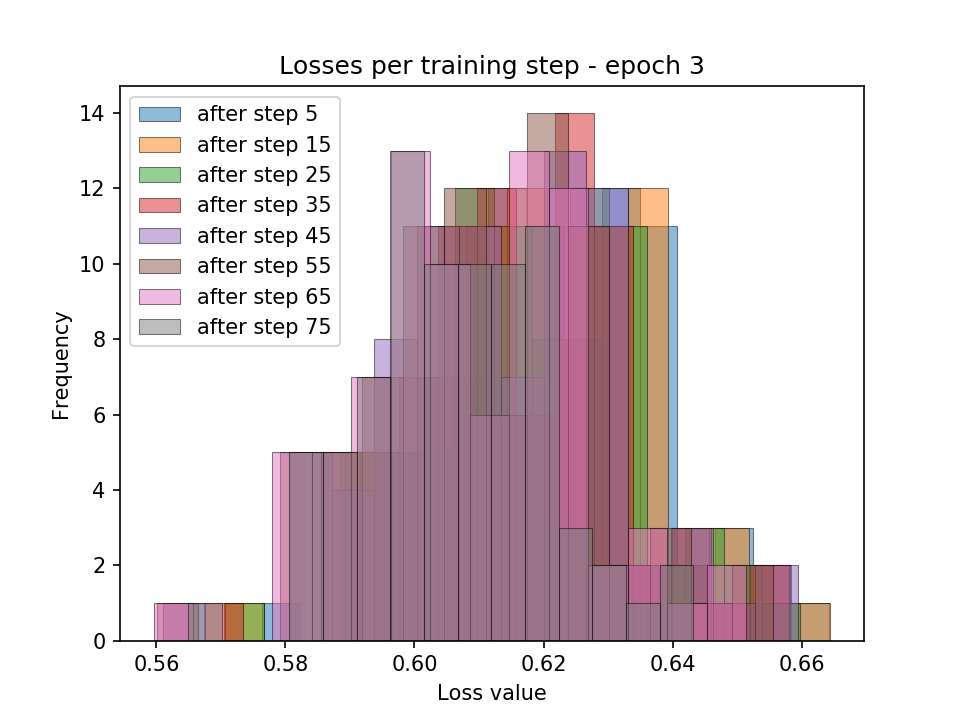 Losses per training step - epoch 3
after step 5
after step 15
after step 25
after step 35
after step 45
after step 55
after step 65
after step 75
Frequency
14
12
10
8
6
4
2
0
0.56 0.58 0.60 0.62 0.64 0.66
Loss value